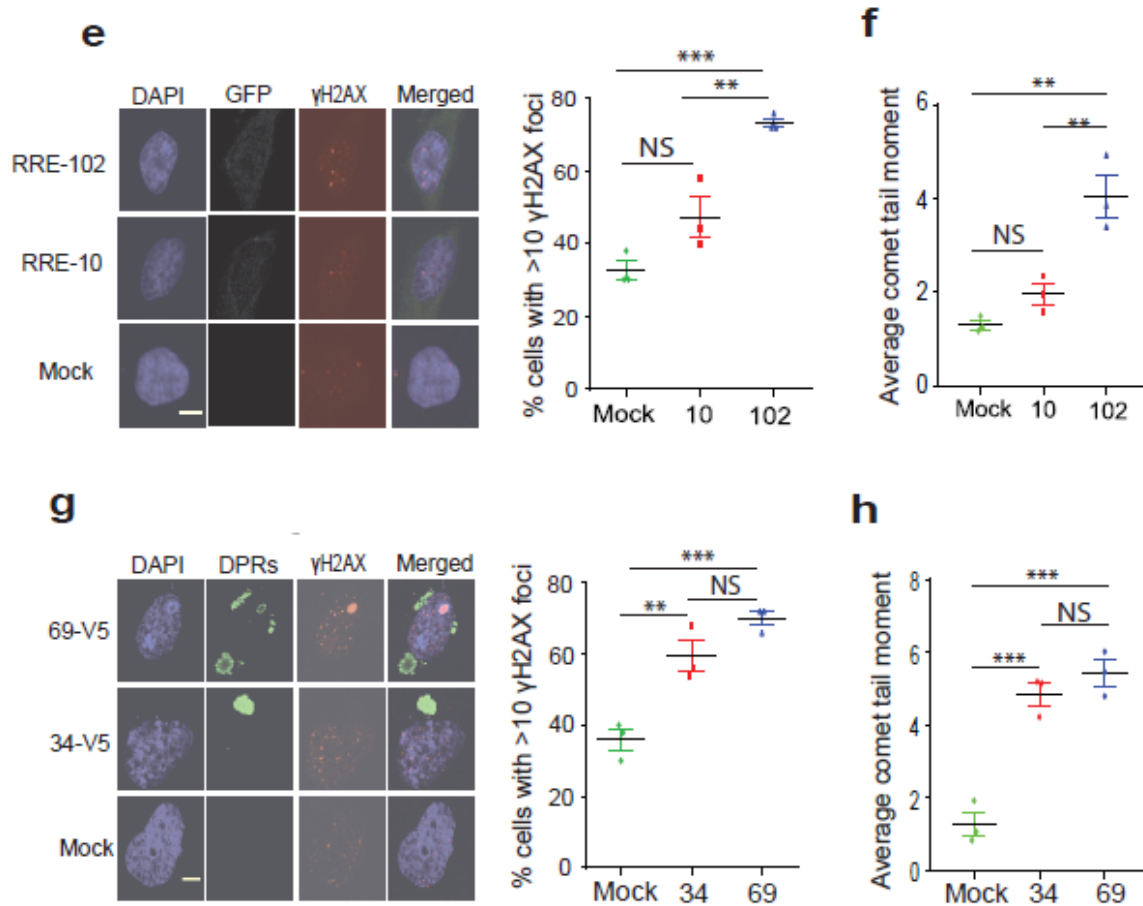 e
DAPI GFP γH2AX Merged
RRE-102
RRE-10
Mock
% cells with >10 γH2AX foci
80
60
40
20
0
***
**
NS
Mock 10 102
f
Average comet tail moment
6
4
2
0
**
**
NS
Mock 10 102
g
DAPI DPRs γH2AX Merged
69-V5
34-V5
Mock
% cells with >10 γH2AX foci
80
60
40
20
0
***
NS
**
Mock 34 69
h
Average comet tail moment
8
6
4
2
0
***
NS
***
Mock 34 69